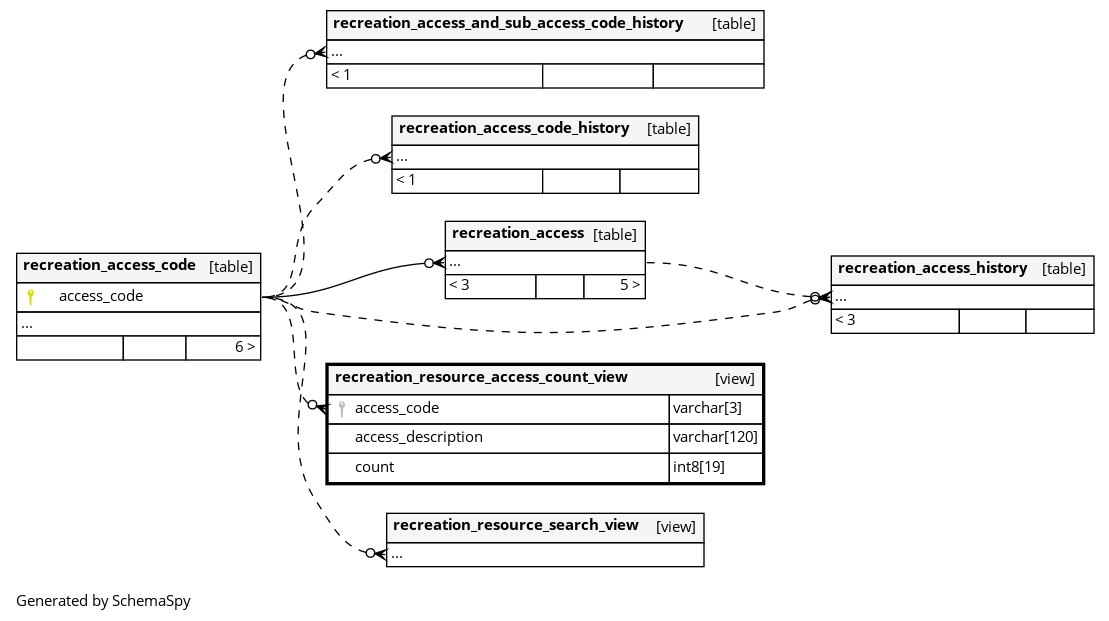 recreation_access_and_sub_access_code_history [table]
...
< 1
recreation_access_code_history [table]
...
< 1
recreation_access [table]
...
< 3 5 >
recreation_access_code [table]
access_code
...
6 >
recreation_access_history [table]
...
< 3
recreation_resource_access_count_view [view]
access_code varchar[3]
access_description varchar[120]
count int8[19]
recreation_resource_search_view [view]
...
Generated by SchemaSpy